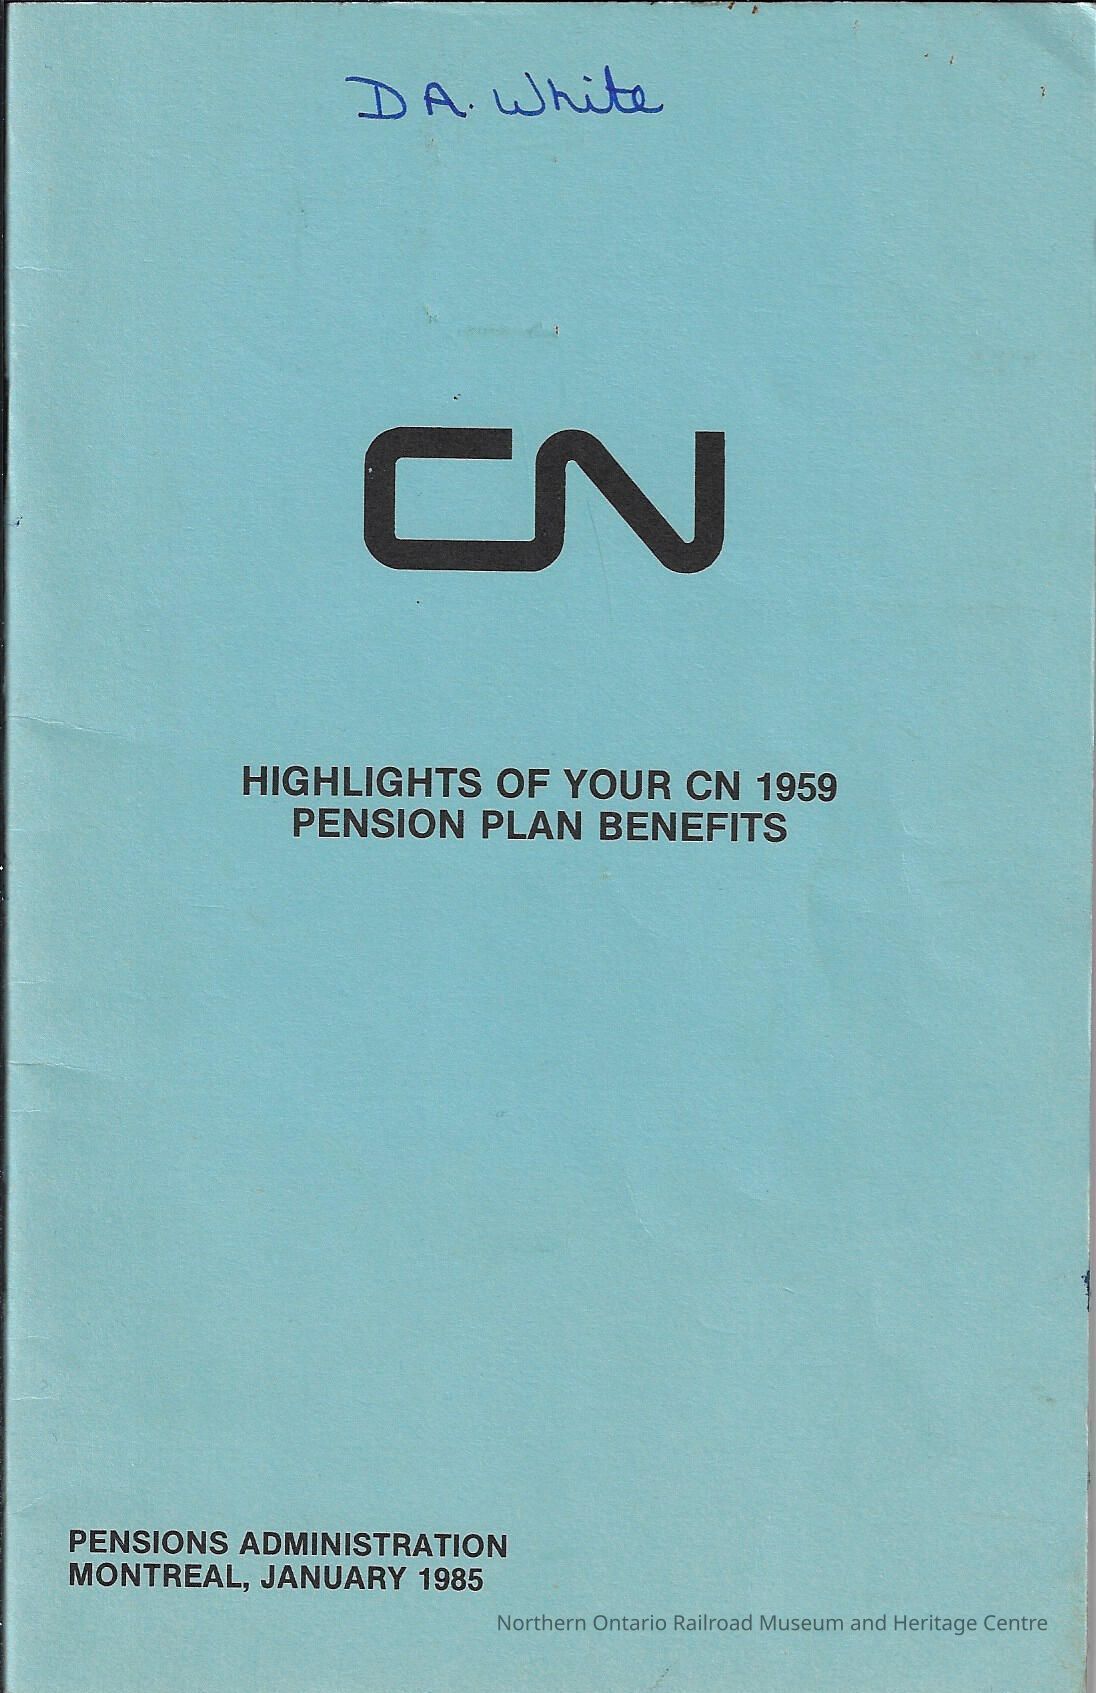 D A. White
CN
HIGHLIGHTS OF YOUR CN 1959
PENSION PLAN BENEFITS
PENSIONS ADMINISTRATION
MONTREAL, JANUARY 1985
Northern Ontario Railroad Museum and Heritage Centre